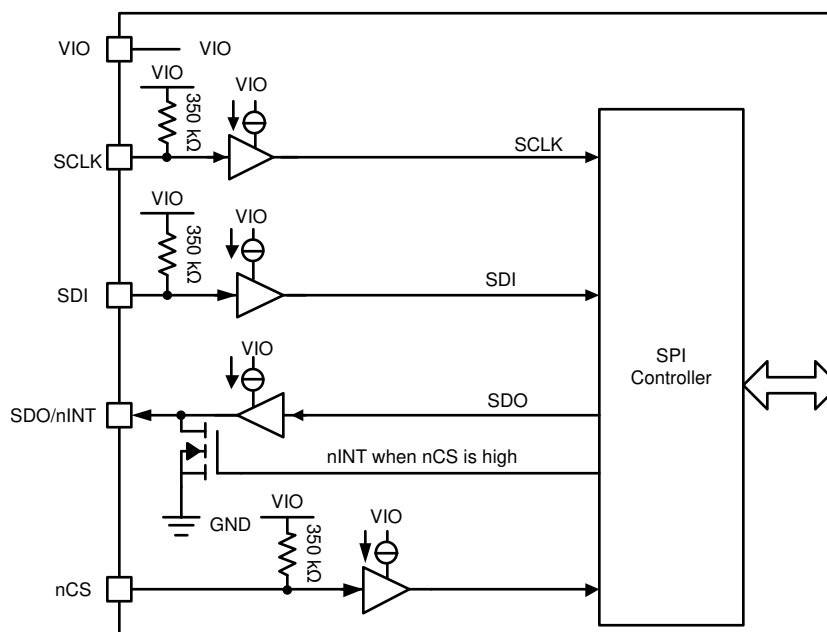 VIO
VIO
VIO
350 kΩ
VIO
SCLK
SCLK
VIO
350 kΩ
VIO
SDI
SDI
VIO
SPI
Controller
SDO/nINT
SDO
nINT when nCS is high
VIO
350 kΩ
VIO
GND
nCS